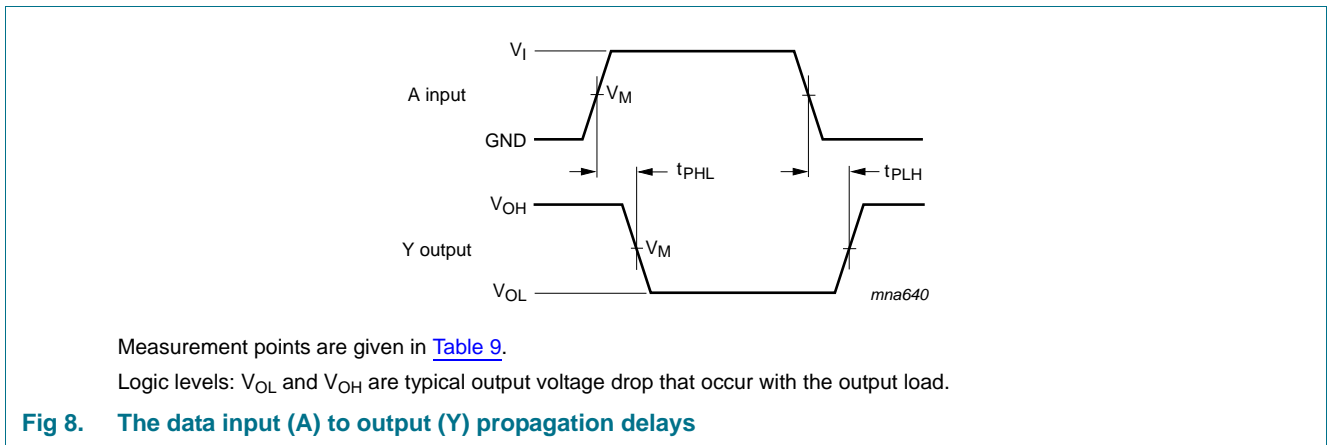 V_I
A input
V_M
GND
t_PHL
t_PLH
V_OH
Y output
V_M
V_OL
mna640
Measurement points are given in Table 9.
Logic levels: V_OL and V_OH are typical output voltage drop that occur with the output load.
Fig 8. The data input (A) to output (Y) propagation delays